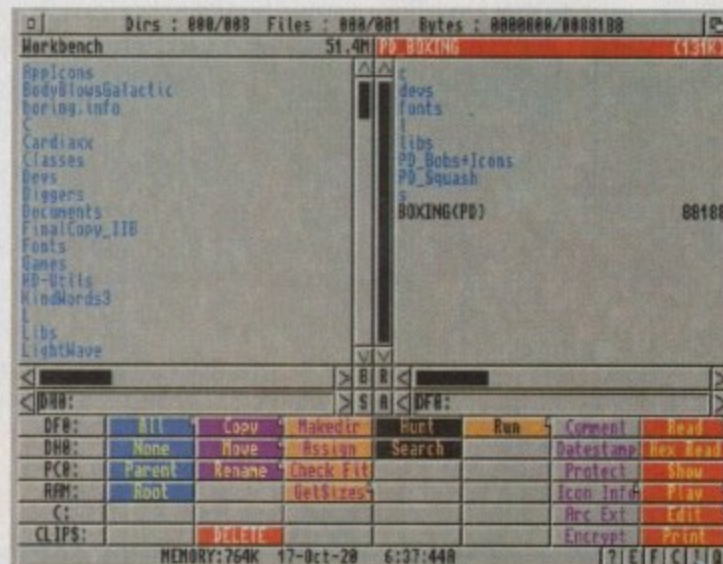 Dirs : 000/008 Files : 000/001 Bytes : 0000000/0088188
Workbench 51.4M
PD_BOXING (131K)
AppIcons
BodyBlowsGalactic
boring.info
C
Cardiaxx
Classes
Devs
Diggers
Documents
FinalCopy_IIB
Fonts
Games
HD-Utils
KindWords3
L
Libs
LightWave
c
devs
fonts
l
libs
PD_Bobs+Icons
PD_Squash
s
BOXING(PD) 88188
B R
DH0: S A DF0:
DF0: All Copy Makedir Hunt Run Comment Read
DH0: None Move Assign Search Datestamp Hex Read
PC0: Parent Rename Check Fit Protect Show
RAM: Root GetSizes Icon Info Play
C: Arc Ext Edit
CLIPS: DELETE Encrypt Print
MEMORY:764K 17-Oct-20 6:37:44A ? E F C ! Q